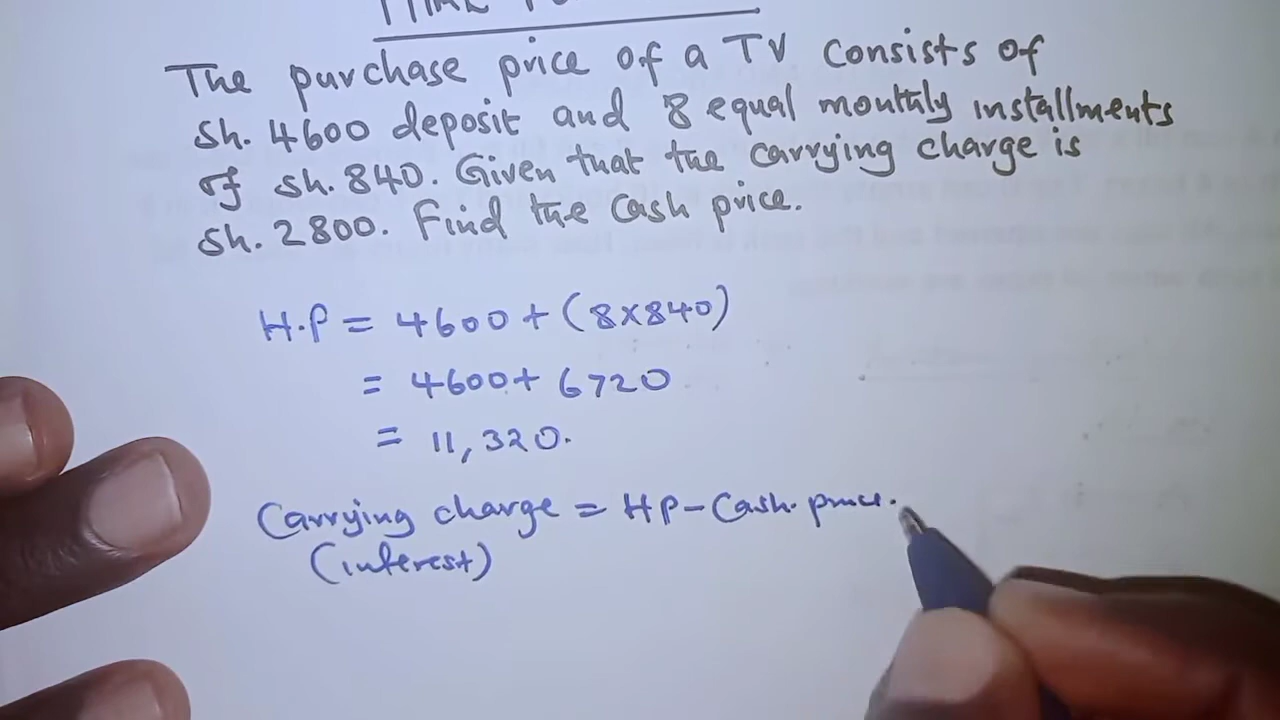 The purchase price of a TV consists of
sh. 4600 deposit and 8 equal monthly installments
of sh. 840. Given that the carrying charge is
sh. 2800. Find the cash price.
H.P = 4600 + (8×840)
= 4600 + 6720
= 11,320.
Carrying charge = HP - Cash. price.
(interest)